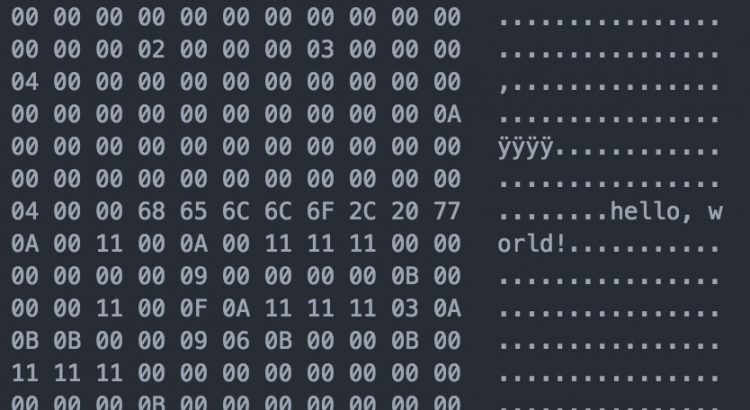 00 00 00 00 00 00 00 00 00 00 00 ................
00 00 00 02 00 00 00 03 00 00 00 ................
04 00 00 00 00 00 00 00 00 00 00 ,...............
00 00 00 00 00 00 00 00 00 00 0A ................
00 00 00 00 00 00 00 00 00 00 00 ÿÿÿÿ............
00 00 00 00 00 00 00 00 00 00 00 ................
04 00 00 68 65 6C 6C 6F 2C 20 77 ........hello, w
0A 00 11 00 0A 00 11 11 11 00 00 orld!...........
00 00 00 00 09 00 00 00 00 0B 00 ................
00 00 11 00 0F 0A 11 11 11 03 0A ................
0B 0B 00 00 09 06 0B 00 00 0B 00 ................
11 11 11 00 00 00 00 00 00 00 00 ................
00 00 00 0B 00 00 00 00 00 00 00 ................